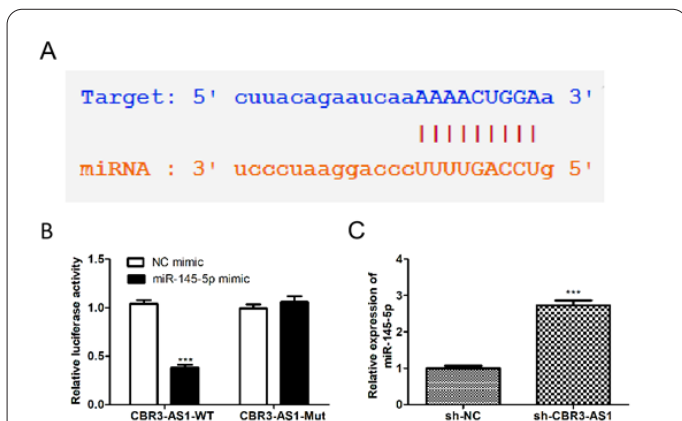 A
Target: 5' cuuacagaaucaaAAAACUGGAa 3'
miRNA : 3' ucccuaaggacccUUUUGACCUg 5'
B
NC mimic
miR-145-5p mimic
Relative luciferase activity
1.5
1.0
0.5
0.0
***
CBR3-AS1-WT
CBR3-AS1-Mut
C
Relative expression of
miR-145-5p
4
3
2
1
0
***
sh-NC
sh-CBR3-AS1